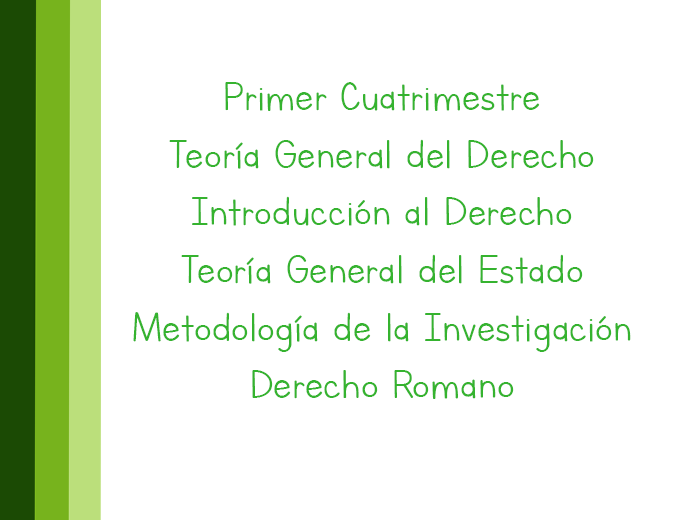 Primer Cuatrimestre
Teoría General del Derecho
Introducción al Derecho
Teoría General del Estado
Metodología de la Investigación
Derecho Romano